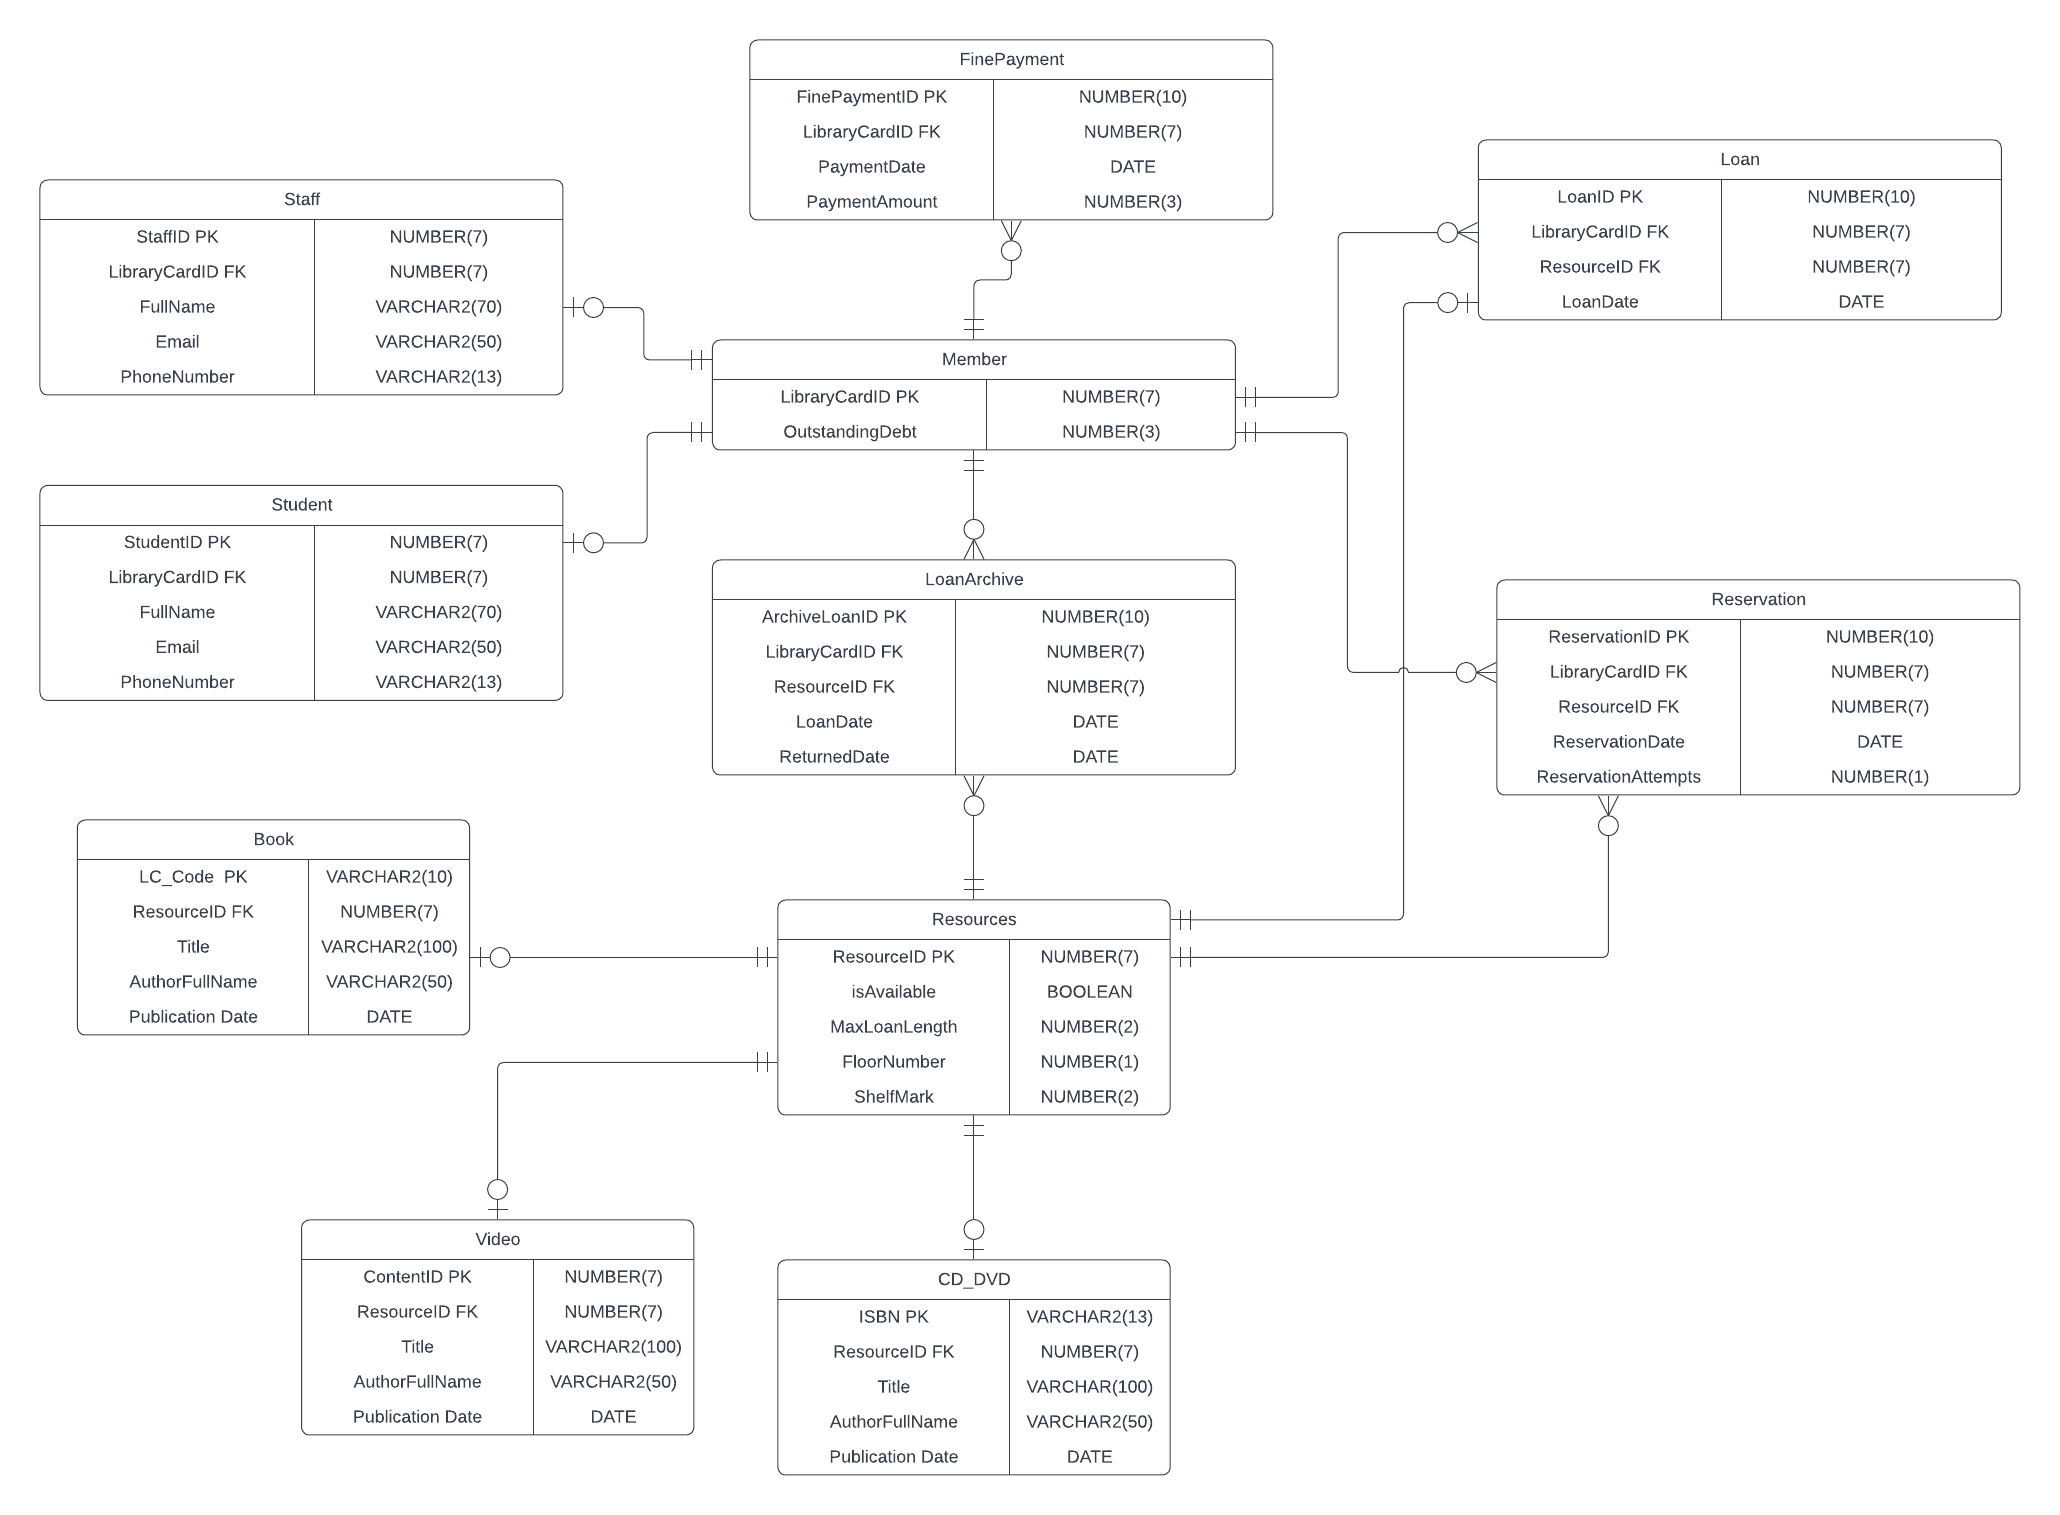 FinePayment
FinePaymentID PK NUMBER(10)
LibraryCardID FK NUMBER(7)
PaymentDate DATE
PaymentAmount NUMBER(3)
Loan
LoanID PK NUMBER(10)
LibraryCardID FK NUMBER(7)
ResourceID FK NUMBER(7)
LoanDate DATE
Staff
StaffID PK NUMBER(7)
LibraryCardID FK NUMBER(7)
FullName VARCHAR2(70)
Email VARCHAR2(50)
PhoneNumber VARCHAR2(13)
Member
LibraryCardID PK NUMBER(7)
OutstandingDebt NUMBER(3)
Student
StudentID PK NUMBER(7)
LibraryCardID FK NUMBER(7)
FullName VARCHAR2(70)
Email VARCHAR2(50)
PhoneNumber VARCHAR2(13)
LoanArchive
ArchiveLoanID PK NUMBER(10)
LibraryCardID FK NUMBER(7)
ResourceID FK NUMBER(7)
LoanDate DATE
ReturnedDate DATE
Reservation
ReservationID PK NUMBER(10)
LibraryCardID FK NUMBER(7)
ResourceID FK NUMBER(7)
ReservationDate DATE
ReservationAttempts NUMBER(1)
Book
LC_Code  PK VARCHAR2(10)
ResourceID FK NUMBER(7)
Title VARCHAR2(100)
AuthorFullName VARCHAR2(50)
Publication Date DATE
Resources
ResourceID PK NUMBER(7)
isAvailable BOOLEAN
MaxLoanLength NUMBER(2)
FloorNumber NUMBER(1)
ShelfMark NUMBER(2)
Video
ContentID PK NUMBER(7)
ResourceID FK NUMBER(7)
Title VARCHAR2(100)
AuthorFullName VARCHAR2(50)
Publication Date DATE
CD_DVD
ISBN PK VARCHAR2(13)
ResourceID FK NUMBER(7)
Title VARCHAR(100)
AuthorFullName VARCHAR2(50)
Publication Date DATE